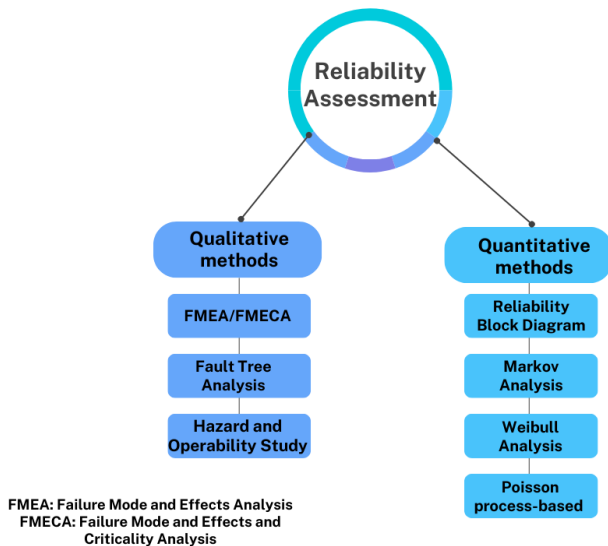 Reliability
Assessment
Qualitative
methods
FMEA/FMECA
Fault Tree
Analysis
Hazard and
Operability Study
Quantitative
methods
Reliability
Block Diagram
Markov
Analysis
Weibull
Analysis
Poisson
process-based
FMEA: Failure Mode and Effects Analysis
FMECA: Failure Mode and Effects and
Criticality Analysis